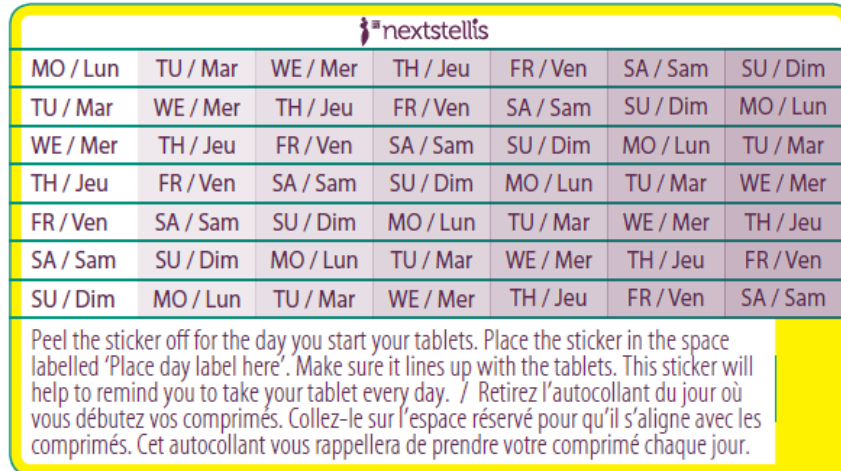 nextstellis
MO / Lun TU / Mar WE / Mer TH / Jeu FR / Ven SA / Sam SU / Dim
TU / Mar WE / Mer TH / Jeu FR / Ven SA / Sam SU / Dim MO / Lun
WE / Mer TH / Jeu FR / Ven SA / Sam SU / Dim MO / Lun TU / Mar
TH / Jeu FR / Ven SA / Sam SU / Dim MO / Lun TU / Mar WE / Mer
FR / Ven SA / Sam SU / Dim MO / Lun TU / Mar WE / Mer TH / Jeu
SA / Sam SU / Dim MO / Lun TU / Mar WE / Mer TH / Jeu FR / Ven
SU / Dim MO / Lun TU / Mar WE / Mer TH / Jeu FR / Ven SA / Sam
Peel the sticker off for the day you start your tablets. Place the sticker in the space
labelled ‘Place day label here’. Make sure it lines up with the tablets. This sticker will
help to remind you to take your tablet every day. / Retirez l’autocollant du jour où
vous débutez vos comprimés. Collez-le sur l’espace réservé pour qu’il s’aligne avec les
comprimés. Cet autocollant vous rappellera de prendre votre comprimé chaque jour.